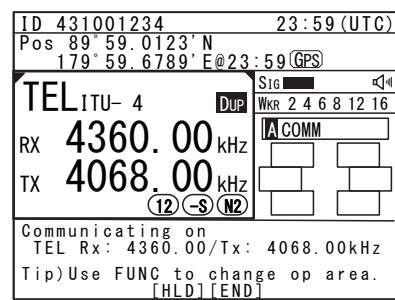 ID 431001234 23:59(UTC)
Pos 89°59.0123'N
179°59.6789'E@23:59 GPS
TEL ITU- 4 DUP
SIG
WKR 2 4 6 8 12 16
A COMM
RX 4360.00 kHz
TX 4068.00 kHz
12 -S N2
Communicating on
TEL Rx: 4360.00/Tx: 4068.00kHz
Tip)Use FUNC to change op area.
[HLD][END]